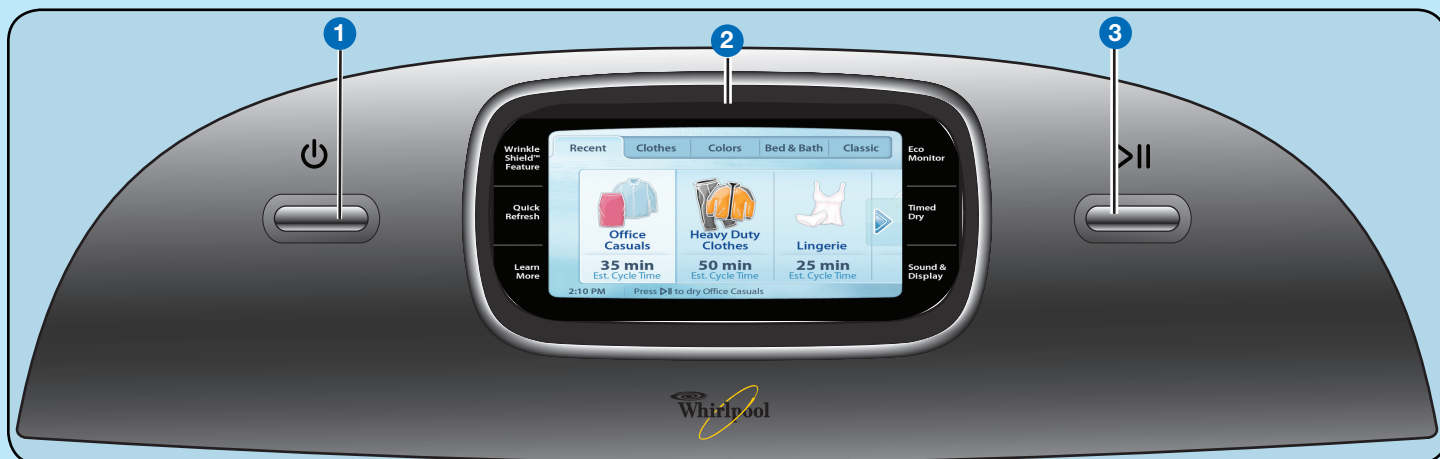 1
2
3
Wrinkle
Shield™
Feature
Quick
Refresh
Learn
More
Recent
Clothes
Colors
Bed & Bath
Classic
Office
Casuals
35 min
Est. Cycle Time
Heavy Duty
Clothes
50 min
Est. Cycle Time
Lingerie
25 min
Est. Cycle Time
2:10 PM
Press ▷II to dry Office Casuals
Eco
Monitor
Timed
Dry
Sound &
Display
Whirlpool